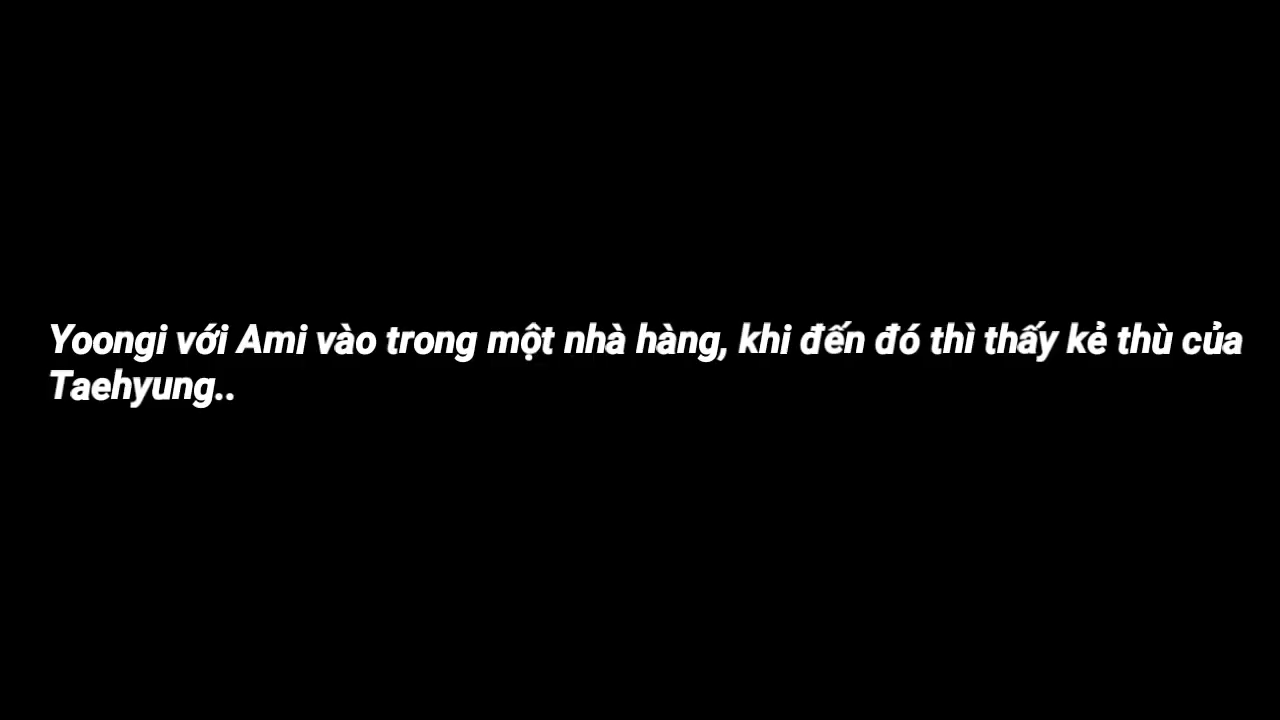 Yoongi với Ami vào trong một nhà hàng, khi đến đó thì thấy kẻ thù của
Taehyung..